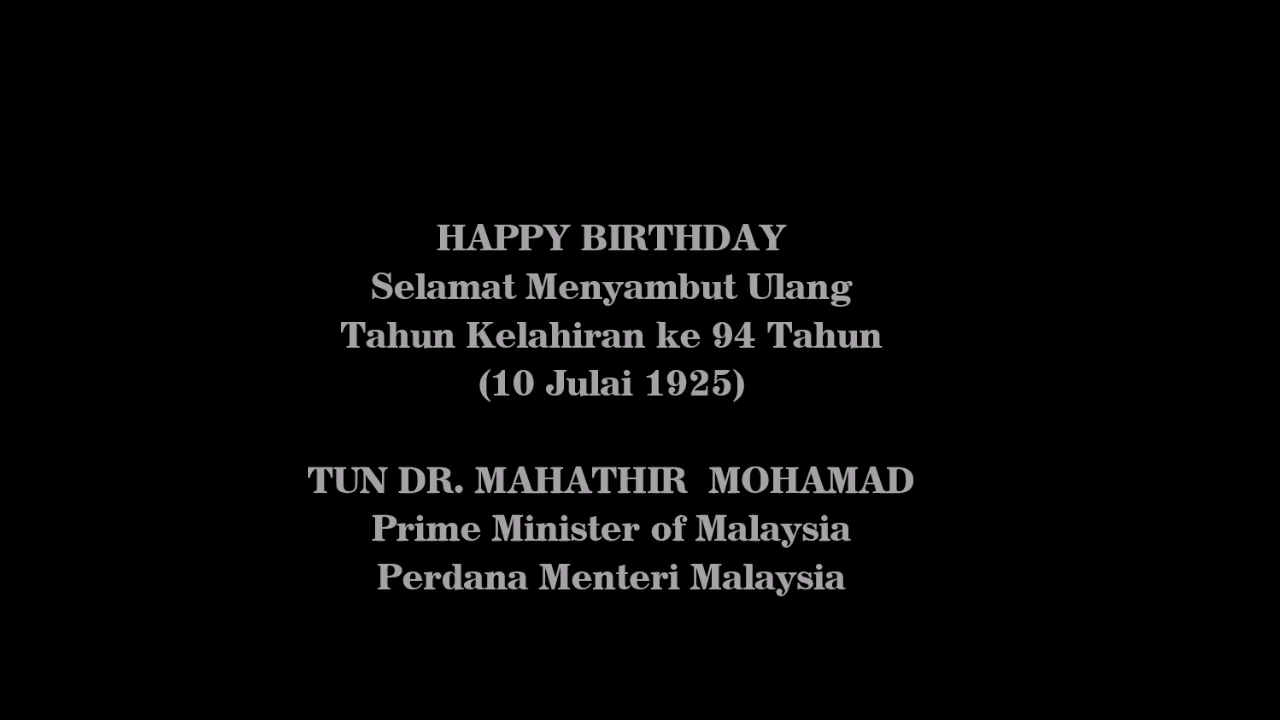 HAPPY BIRTHDAY
Selamat Menyambut Ulang
Tahun Kelahiran ke 94 Tahun
(10 Julai 1925)
TUN DR. MAHATHIR  MOHAMAD
Prime Minister of Malaysia
Perdana Menteri Malaysia